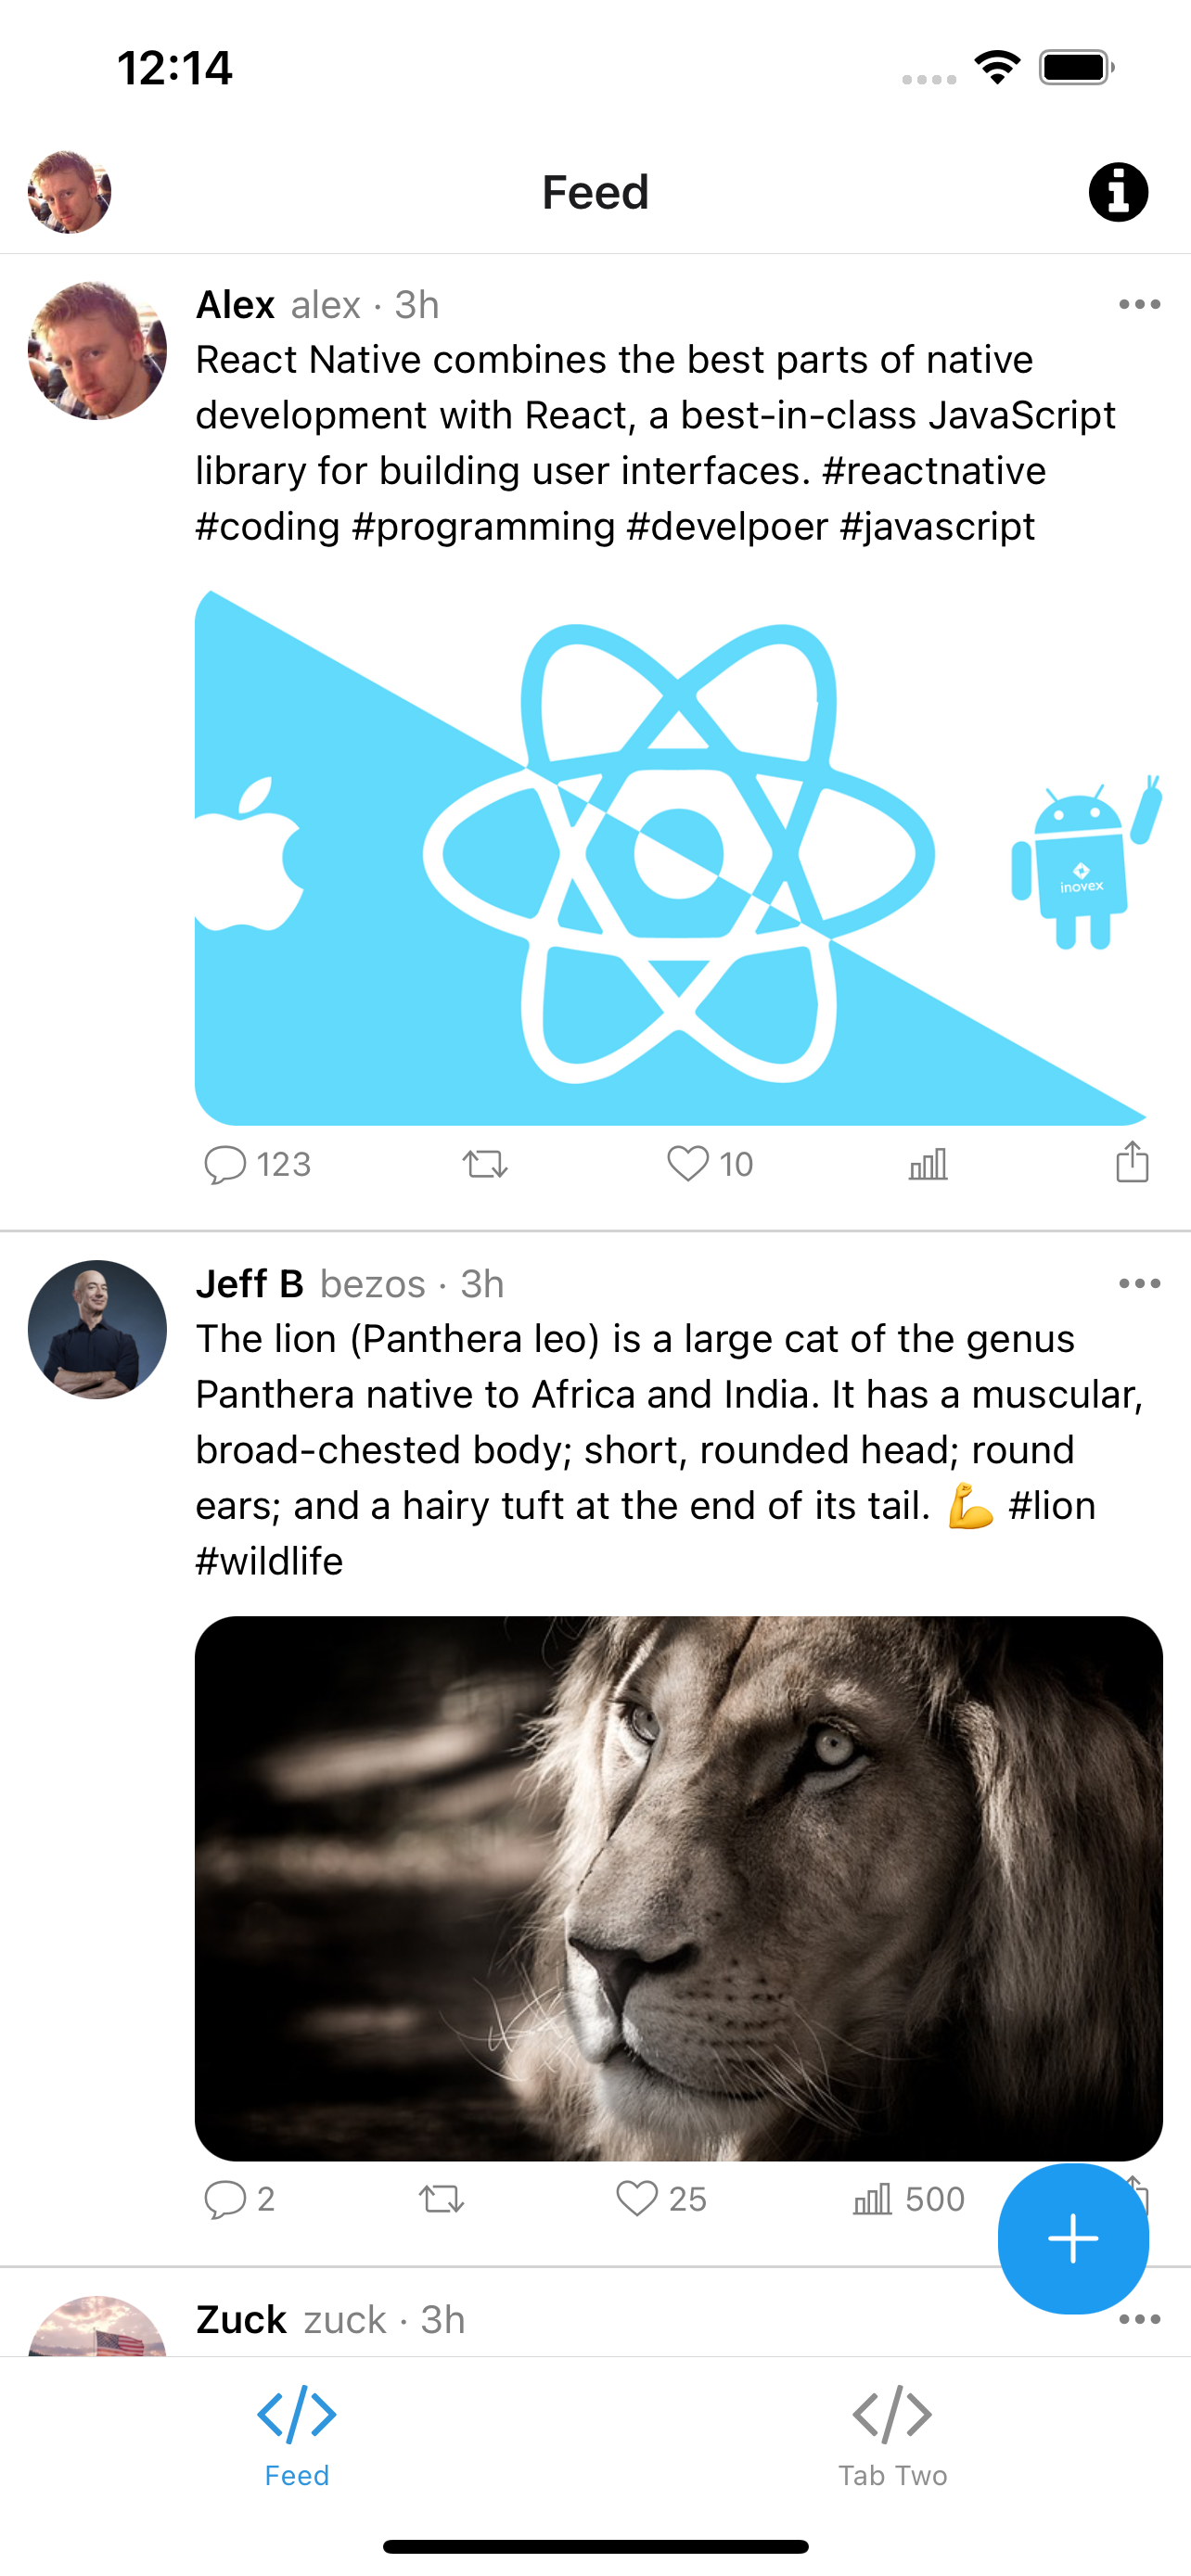 12:14
Feed
Alex alex · 3h
React Native combines the best parts of native
development with React, a best-in-class JavaScript
library for building user interfaces. #reactnative
#coding #programming #develpoer #javascript
inovex
123
10
Jeff B bezos · 3h
The lion (Panthera leo) is a large cat of the genus
Panthera native to Africa and India. It has a muscular,
broad-chested body; short, rounded head; round
ears; and a hairy tuft at the end of its tail. 💪 #lion
#wildlife
2
25
500
Zuck zuck · 3h
Feed
Tab Two